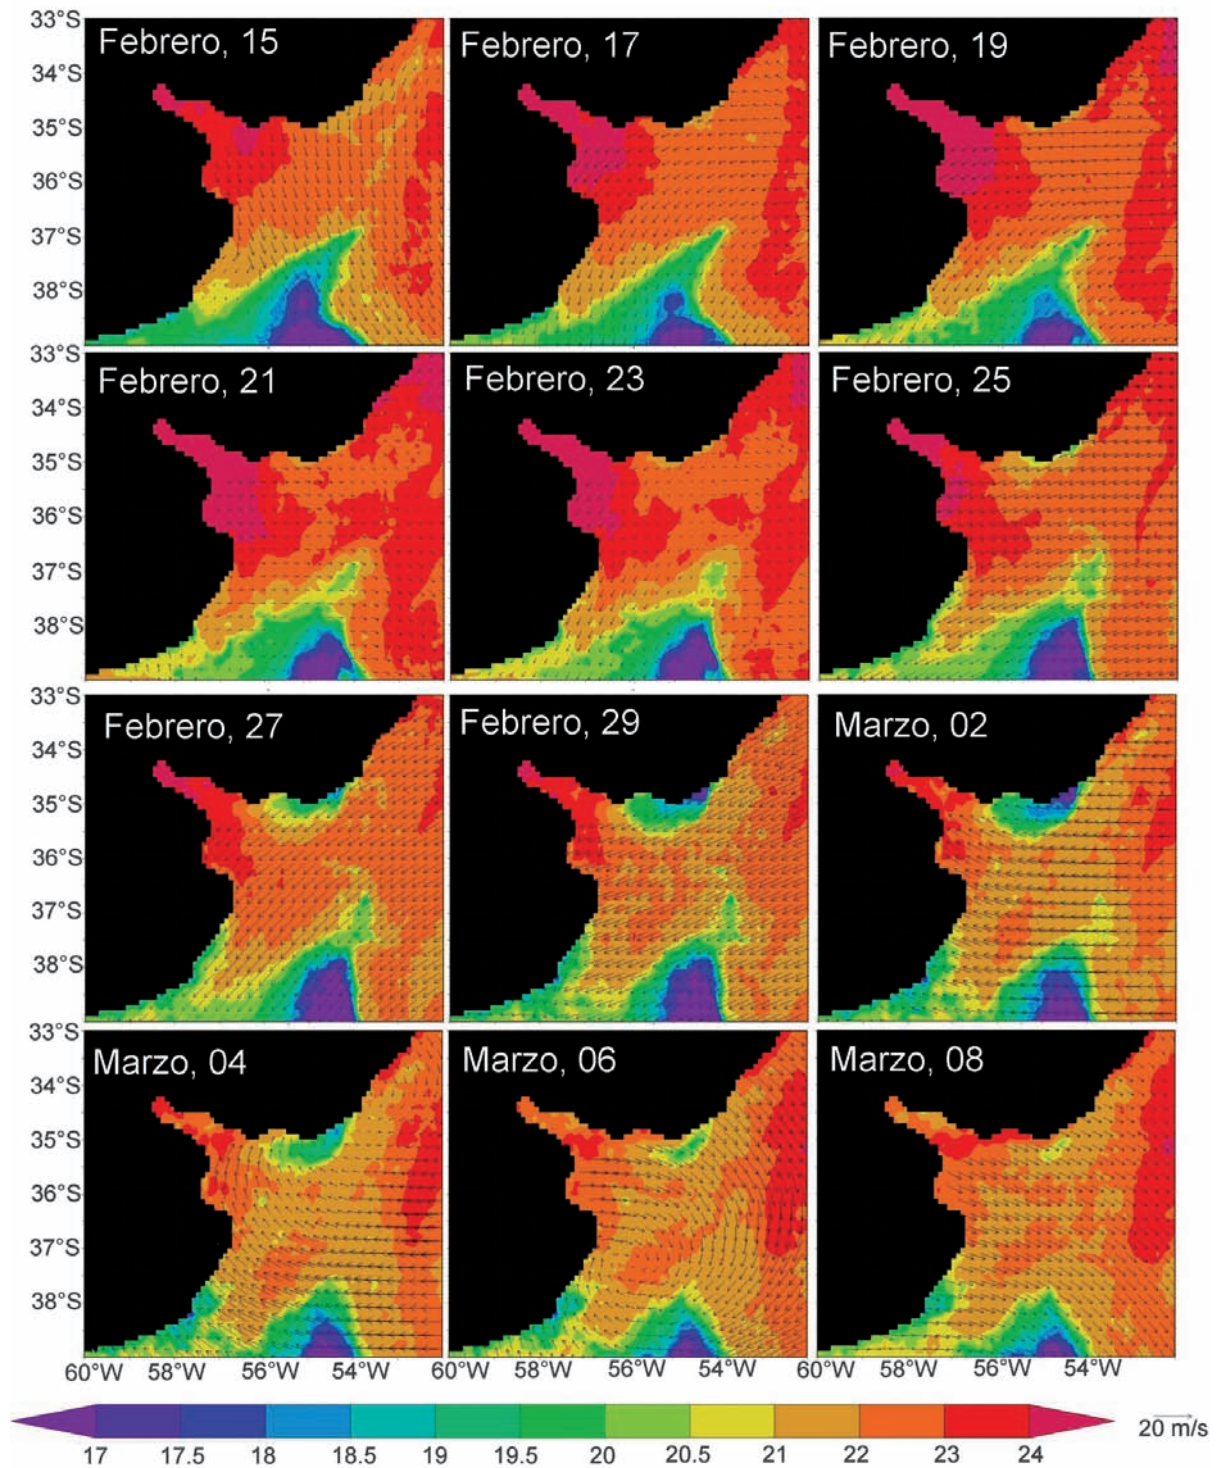 33°S
Febrero, 15
Febrero, 17
Febrero, 19
34°S
35°S
36°S
37°S
38°S
33°S
Febrero, 21
Febrero, 23
Febrero, 25
34°S
35°S
36°S
37°S
38°S
33°S
Febrero, 27
Febrero, 29
Marzo, 02
34°S
35°S
36°S
37°S
38°S
33°S
Marzo, 04
Marzo, 06
Marzo, 08
34°S
35°S
36°S
37°S
38°S
60°W 58°W 56°W 54°W 60°W 58°W 56°W 54°W 60°W 58°W 56°W 54°W
20 m/s
17 17.5 18 18.5 19 19.5 20 20.5 21 22 23 24